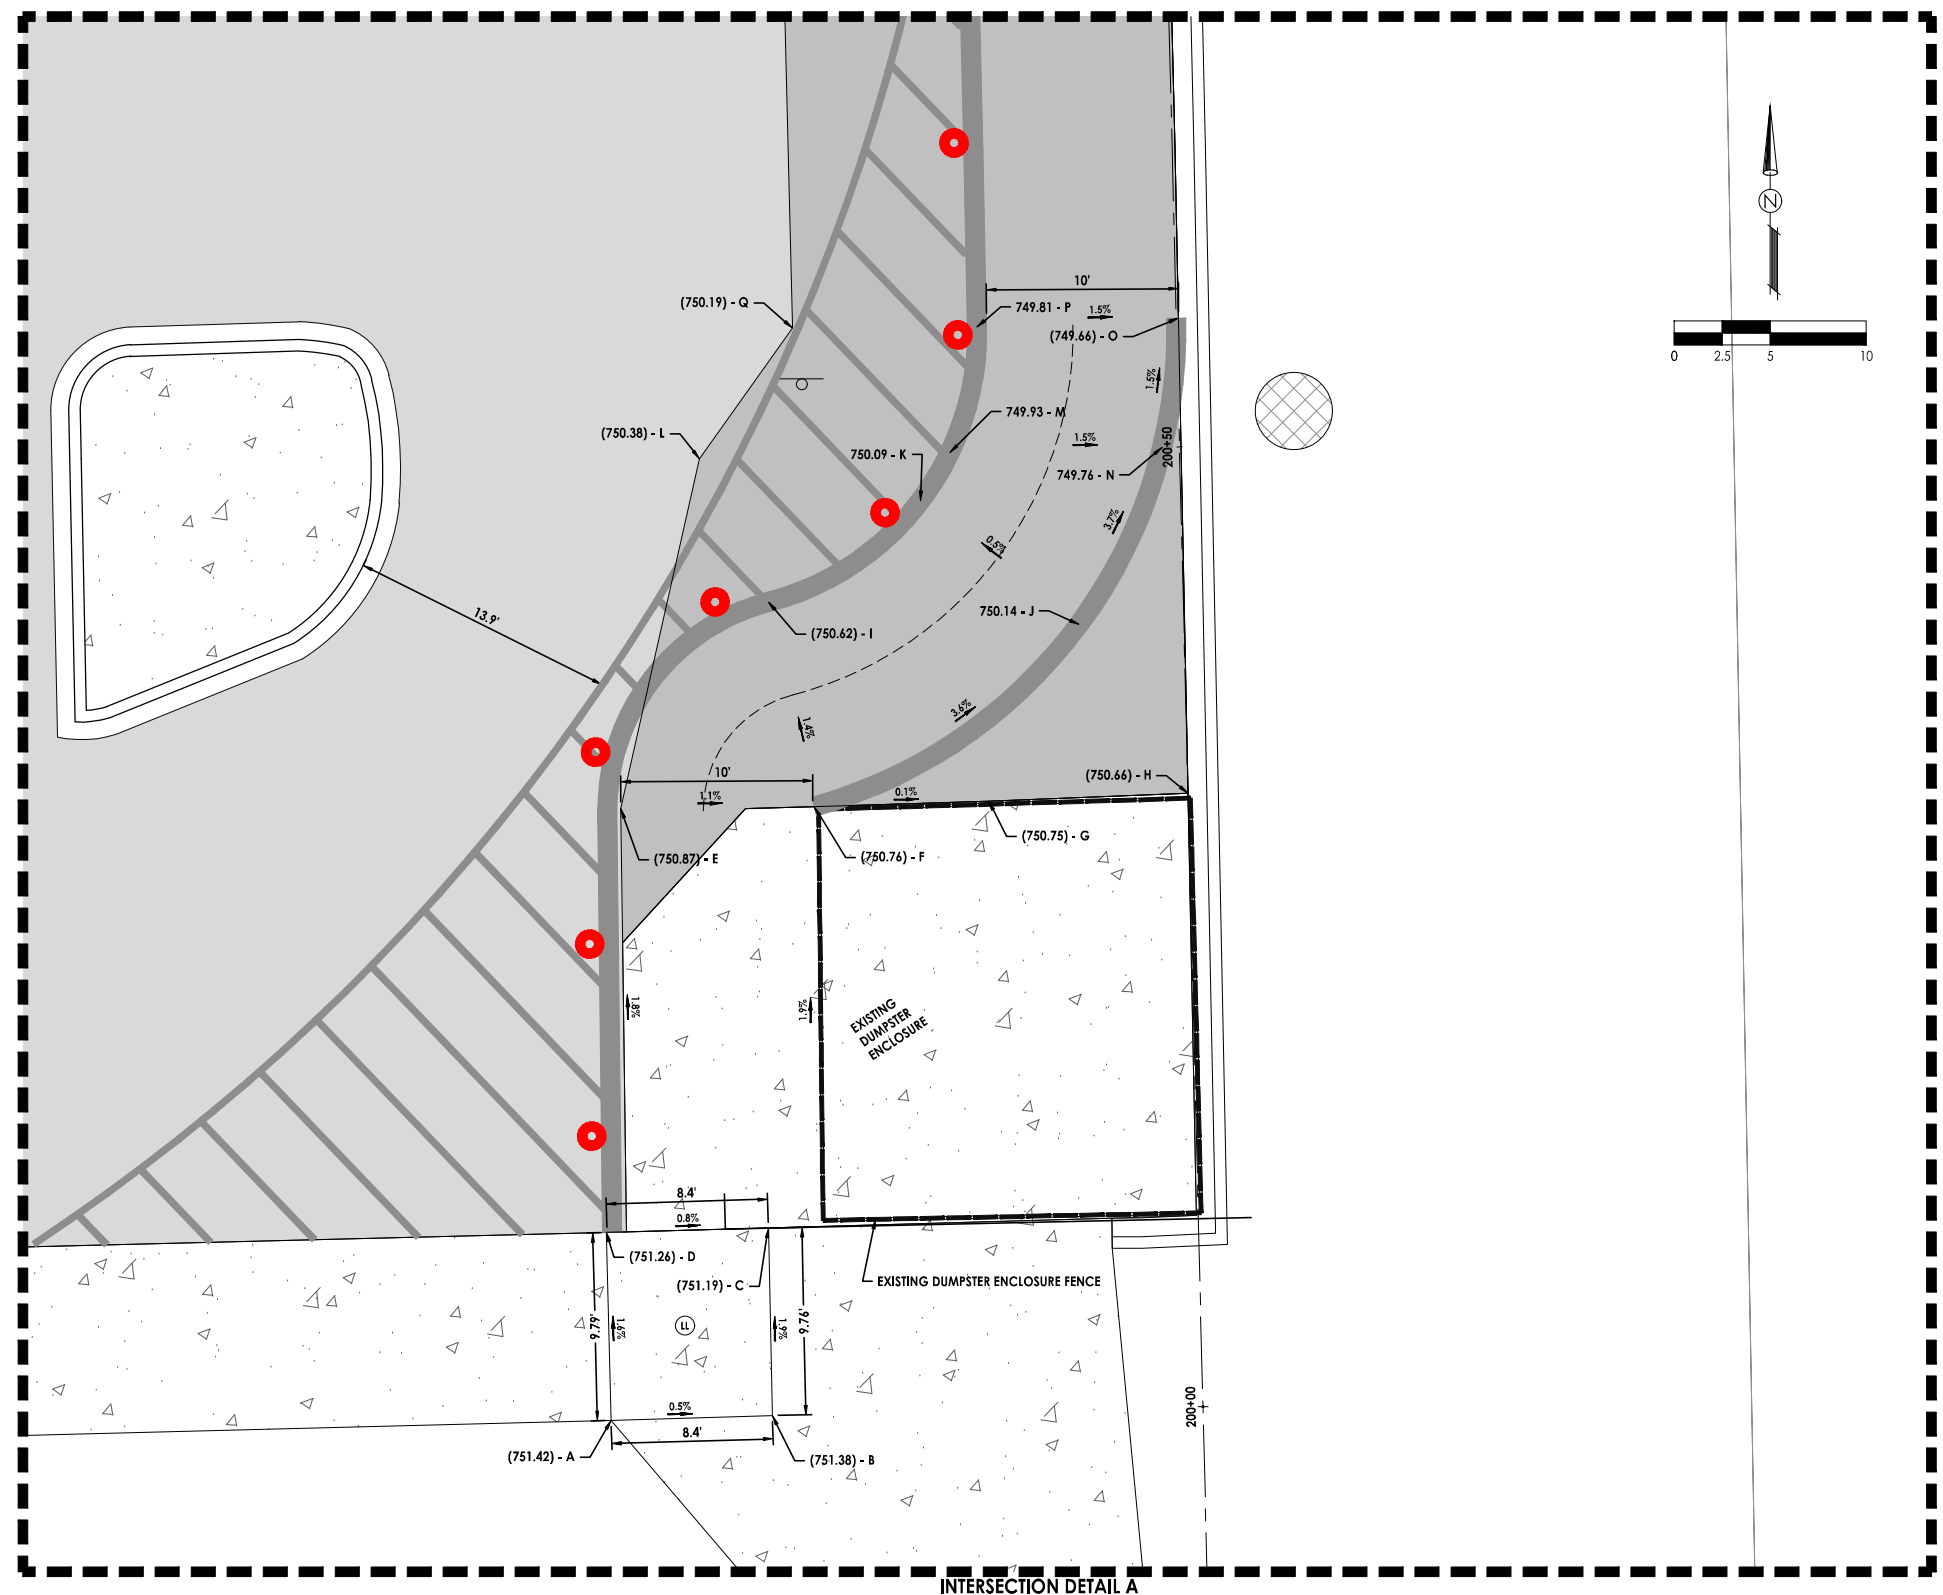 10'
(750.19) - Q
749.81 - P
1.5%
(749.66) - O
N
0 2.5 5 10
1.5%
749.93 - M
(750.38) - L
1.5%
200+50
750.09 - K
749.76 - N
3.7%
0.5%
13.9'
750.14 - J
(750.62) - I
3.6%
1.4%
10'
(750.66) - H
1.1%
0.1%
(750.75) - G
(750.87) - E
(750.76) - F
1.8%
1.9%
EXISTING
DUMPSTER
ENCLOSURE
8.4'
0.8%
(751.26) - D
(751.19) - C
EXISTING DUMPSTER ENCLOSURE FENCE
9.79'
1.6%
LL
1.9%
9.76'
200+00
0.5%
8.4'
(751.42) - A
(751.38) - B
INTERSECTION DETAIL A